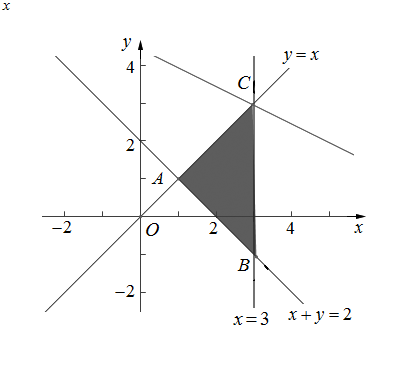 x
y
y = x
4
C
2
A
−2
O
2
4
x
B
−2
x = 3
x + y = 2